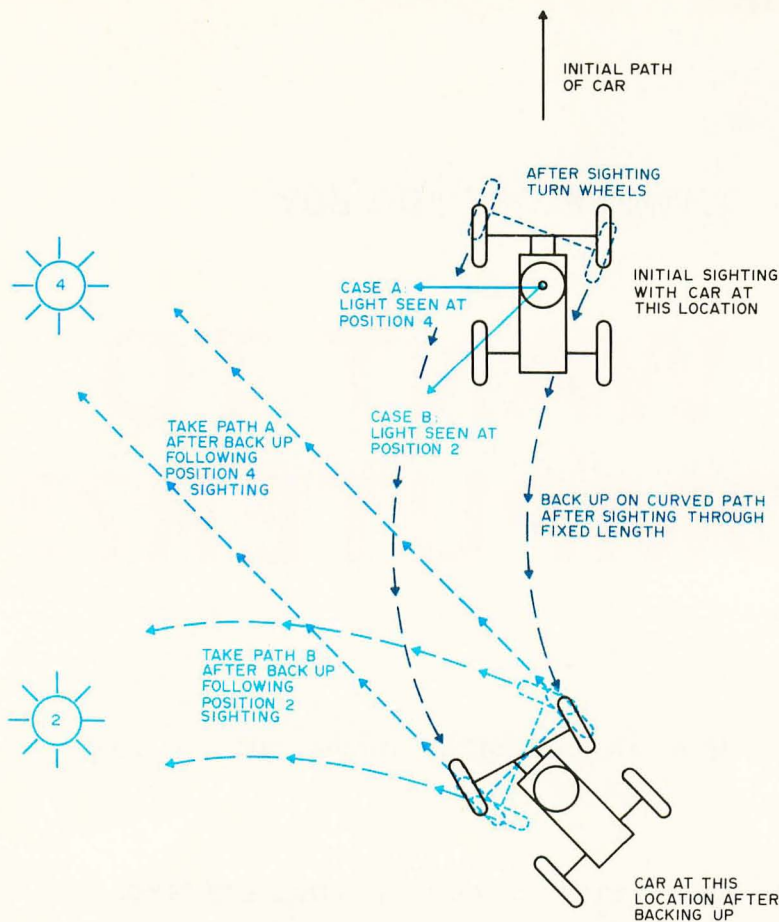 INITIAL PATH
OF CAR
AFTER SIGHTING
TURN WHEELS
4
CASE A:
LIGHT SEEN AT
POSITION 4
INITIAL SIGHTING
WITH CAR AT
THIS LOCATION
CASE B:
LIGHT SEEN AT
POSITION 2
TAKE PATH A
AFTER BACK UP
FOLLOWING
POSITION 4
SIGHTING
BACK UP ON CURVED PATH
AFTER SIGHTING THROUGH
FIXED LENGTH
TAKE PATH B
AFTER BACK UP
FOLLOWING
POSITION 2
SIGHTING
2
CAR AT THIS
LOCATION AFTER
BACKING UP